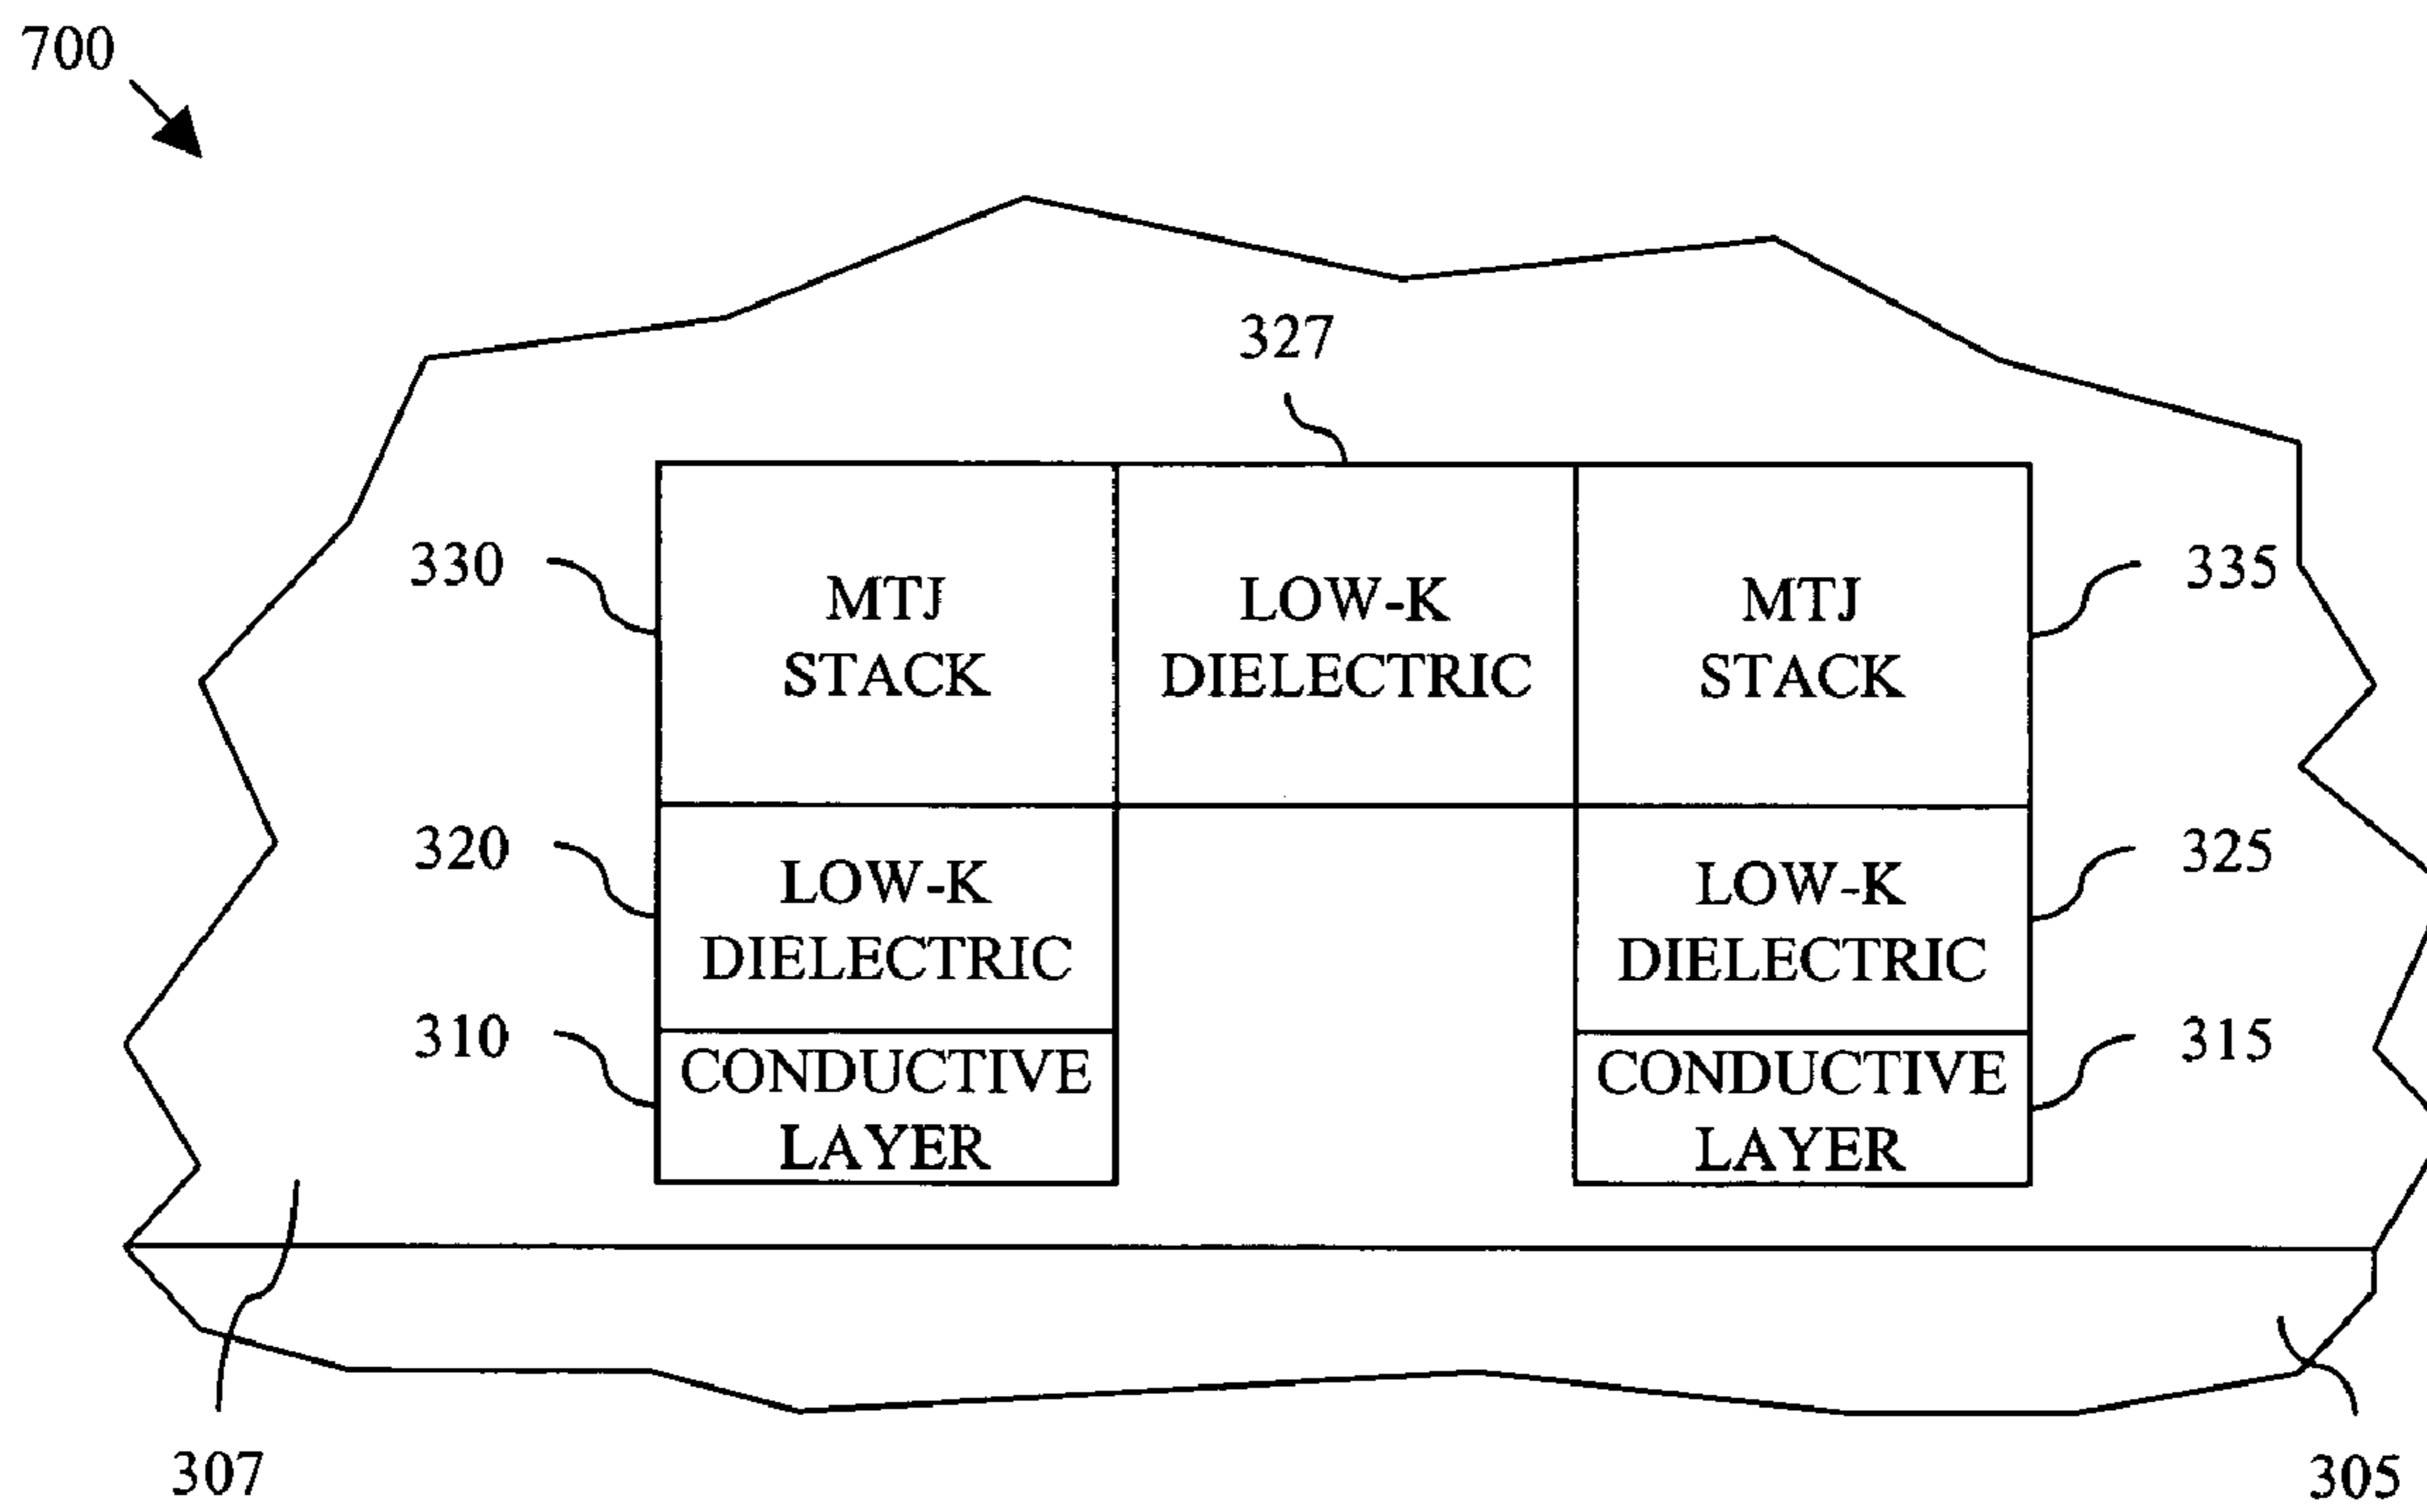 700
327
330
MTJ
STACK
LOW-K
DIELECTRIC
MTJ
STACK
335
320
LOW-K
DIELECTRIC
LOW-K
DIELECTRIC
325
310
CONDUCTIVE
LAYER
CONDUCTIVE
LAYER
315
307
305